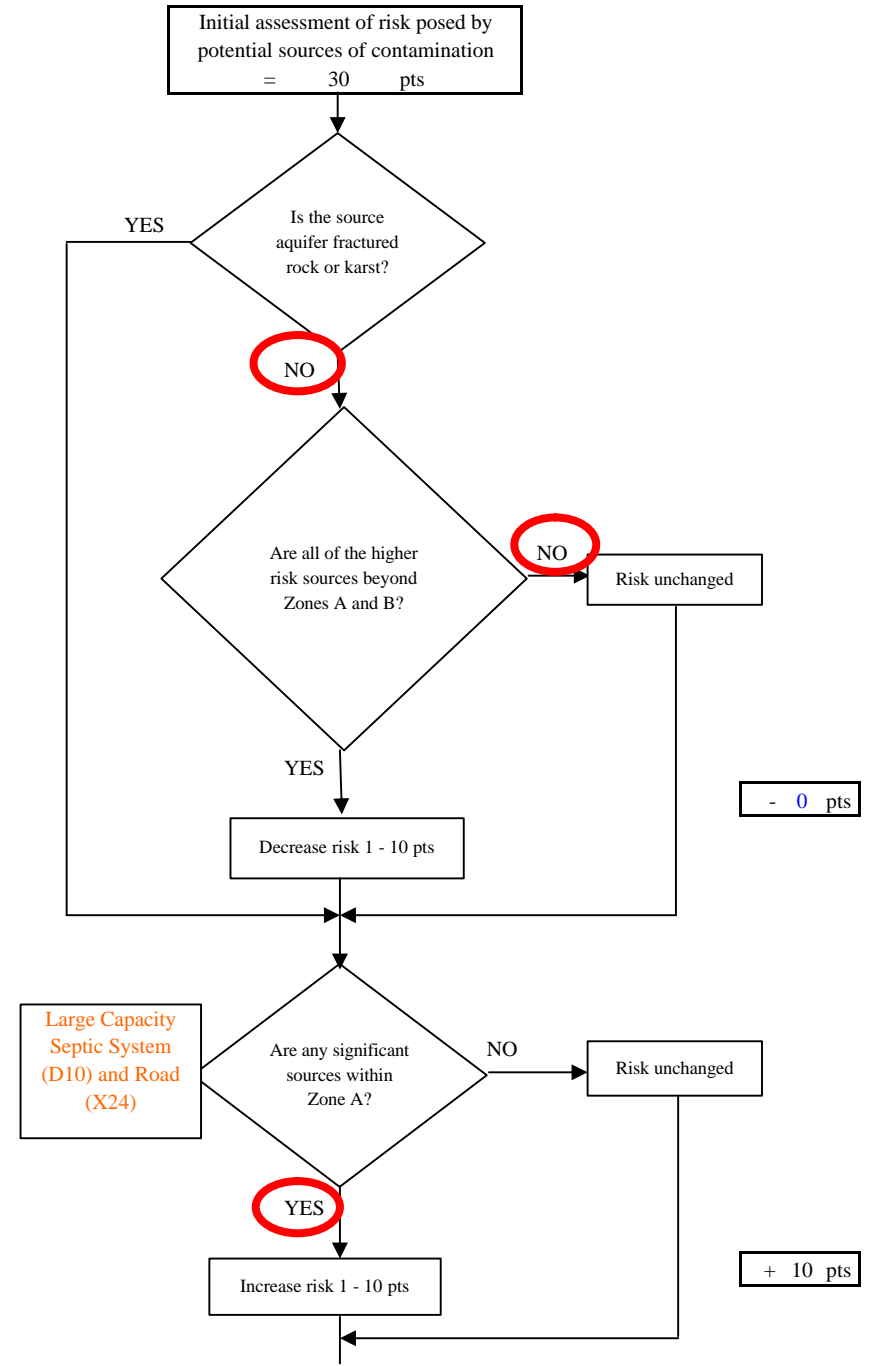 Initial assessment of risk posed by
potential sources of contamination
= 30 pts
YES
Is the source
aquifer fractured
rock or karst?
NO
Are all of the higher
risk sources beyond
Zones A and B?
NO
Risk unchanged
YES
- 0 pts
Decrease risk 1 - 10 pts
Large Capacity
Septic System
(D10) and Road
(X24)
Are any significant
sources within
Zone A?
NO
Risk unchanged
YES
Increase risk 1 - 10 pts
+ 10 pts